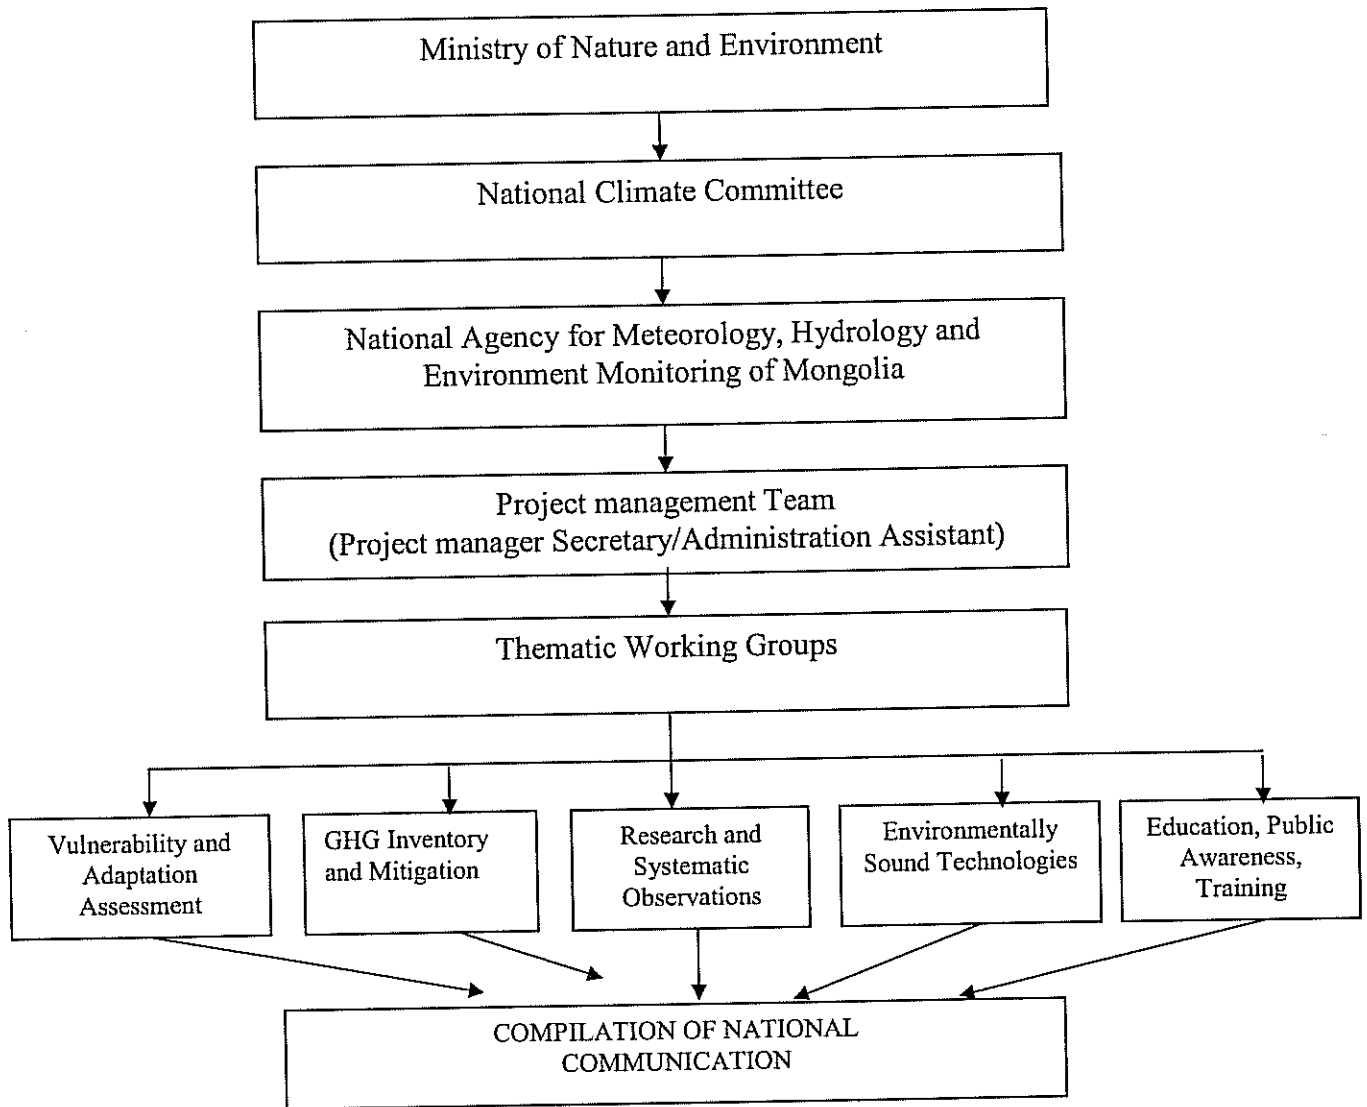 Ministry of Nature and Environment
National Climate Committee
National Agency for Meteorology, Hydrology and
Environment Monitoring of Mongolia
Project management Team
(Project manager Secretary/Administration Assistant)
Thematic Working Groups
Vulnerability and
Adaptation
Assessment
GHG Inventory
and Mitigation
Research and
Systematic
Observations
Environmentally
Sound Technologies
Education, Public
Awareness,
Training
COMPILATION OF NATIONAL
COMMUNICATION